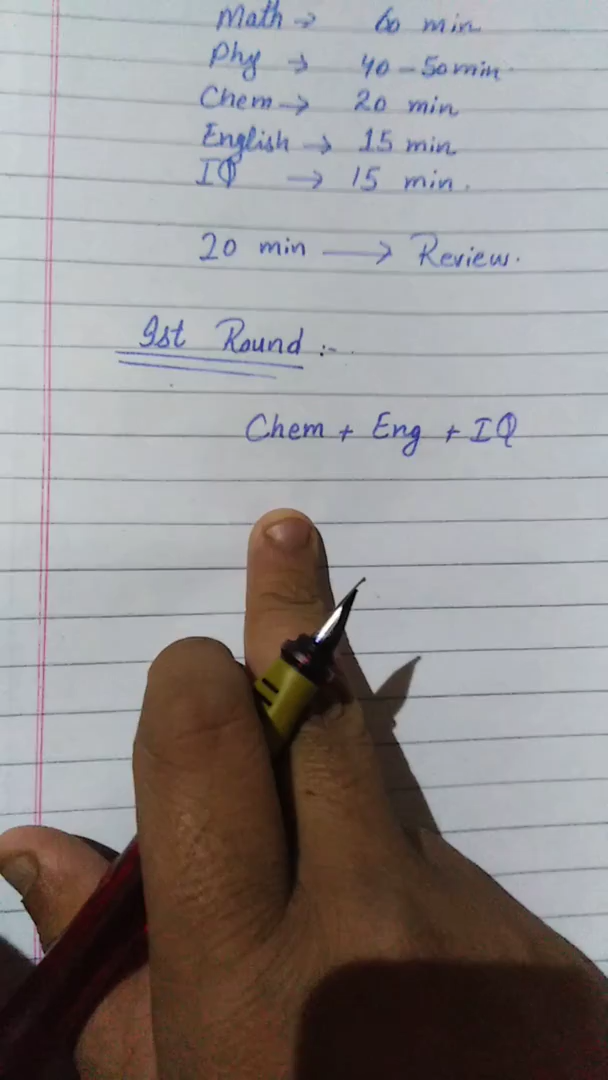 Math → 60 min
Phy → 40 - 50 min.
Chem → 20 min
English → 15 min
IQ → 15 min.
20 min → Review.
1st Round :-
Chem + Eng + IQ